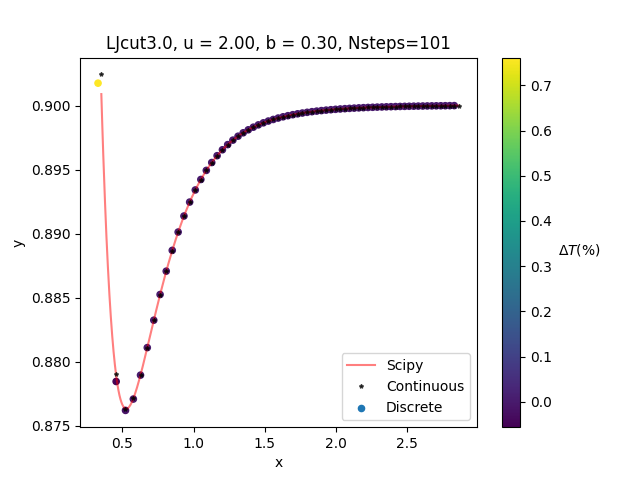 LJcut3.0, u = 2.00, b = 0.30, Nsteps=101
0.900
0.895
0.890
0.885
0.880
0.875
y
0.5
1.0
1.5
2.0
2.5
x
Scipy
Continuous
Discrete
0.7
0.6
0.5
0.4
0.3
0.2
0.1
0.0
ΔT(%)